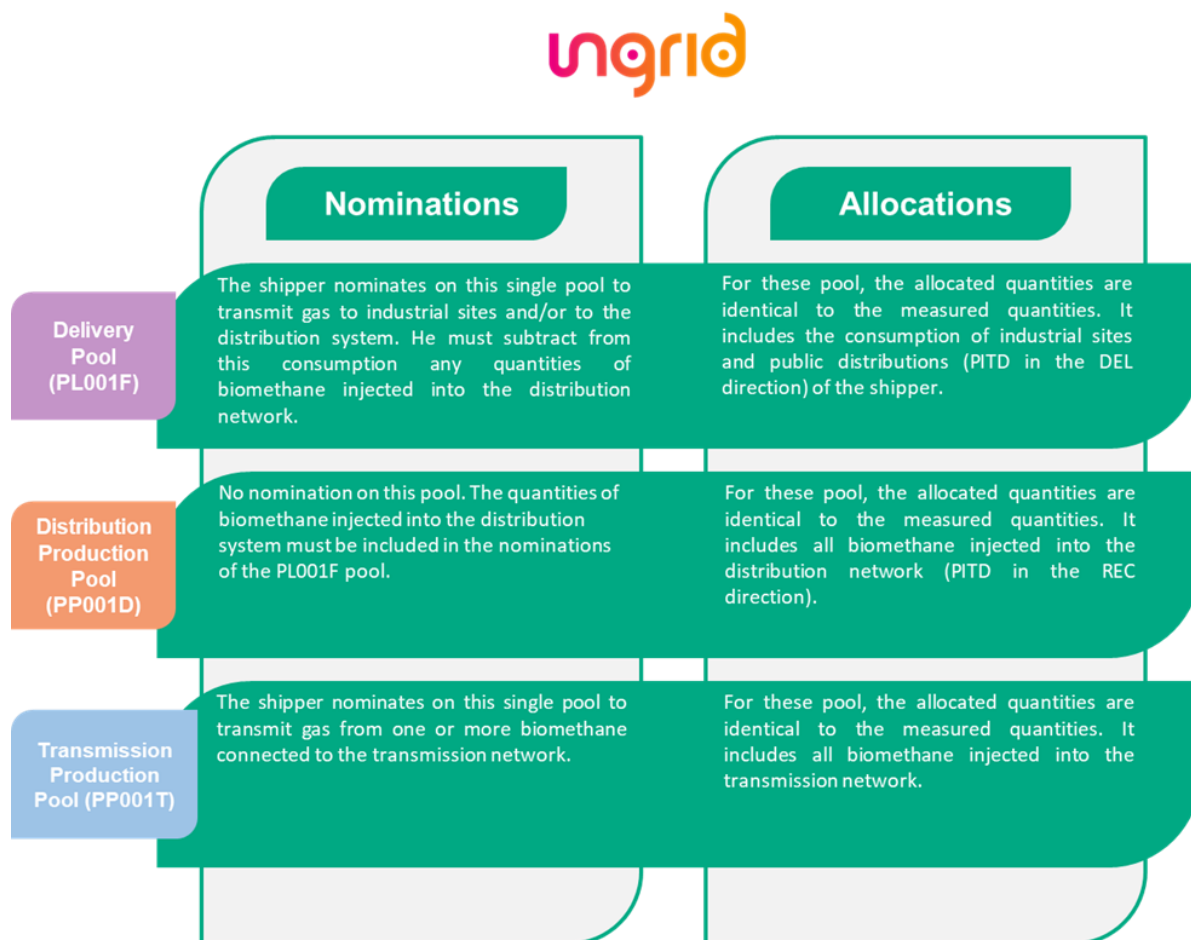 ingrid
Nominations
Allocations
Delivery
Pool
(PL001F)
The shipper nominates on this single pool to
transmit gas to industrial sites and/or to the
distribution system. He must subtract from
this consumption any quantities of
biomethane injected into the distribution
network.
For these pool, the allocated quantities are
identical to the measured quantities. It
includes the consumption of industrial sites
and public distributions (PITD in the DEL
direction) of the shipper.
Distribution
Production
Pool
(PP001D)
No nomination on this pool. The quantities of
biomethane injected into the distribution
system must be included in the nominations
of the PL001F pool.
For these pool, the allocated quantities are
identical to the measured quantities. It
includes all biomethane injected into the
distribution network (PITD in the REC
direction).
Transmission
Production
Pool (PP001T)
The shipper nominates on this single pool to
transmit gas from one or more biomethane
connected to the transmission network.
For these pool, the allocated quantities are
identical to the measured quantities. It
includes all biomethane injected into the
transmission network.